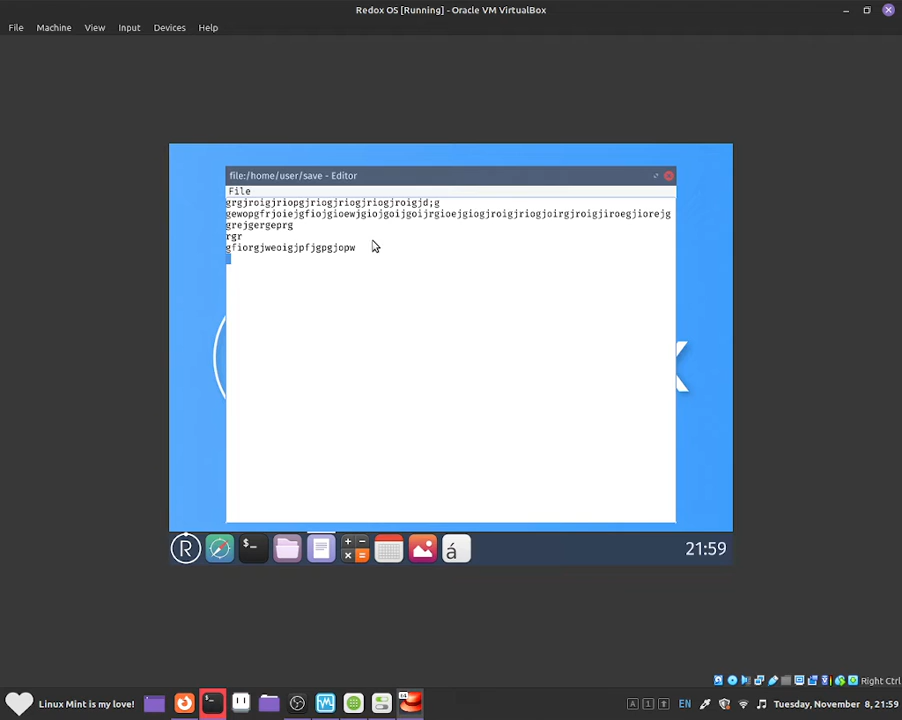 Redox OS [Running] - Oracle VM VirtualBox
File Machine View Input Devices Help
file:/home/user/save - Editor
File
grgjroigjriopgjriogjriogjriogjroigjd;g
gewopgfrjoiejgfiojgioewjgiojgoijgoijrgioejgiogjroigjriogjoirgjroigjiroegjiorejg
grejgergeprg
rgr
gfiorgjweoigjpfjgpgjopw
R $_ á 21:59
Right Ctrl
Linux Mint is my love! EN Tuesday, November 8, 21:59